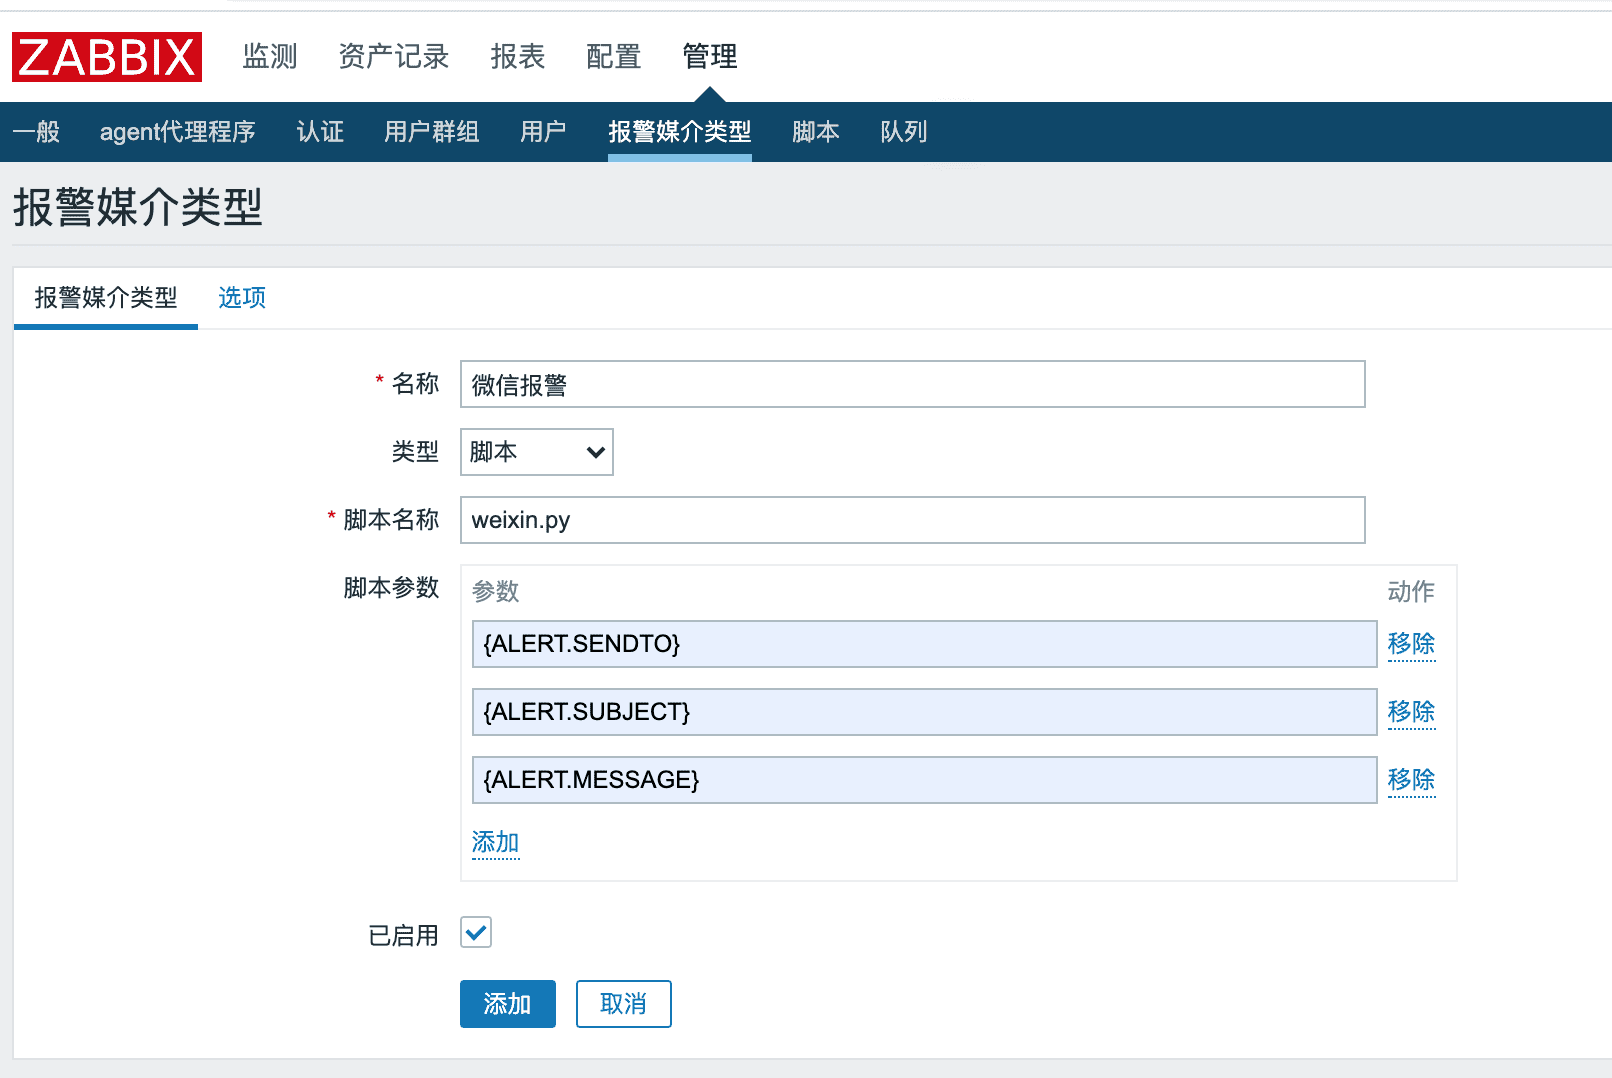 ZABBIX 监测 资产记录 报表 配置 管理
一般 agent代理程序 认证 用户群组 用户 报警媒介类型 脚本 队列
报警媒介类型
报警媒介类型 选项
* 名称 微信报警
类型 脚本
* 脚本名称 weixin.py
脚本参数 参数 动作
{ALERT.SENDTO} 移除
{ALERT.SUBJECT} 移除
{ALERT.MESSAGE} 移除
添加
已启用
添加 取消